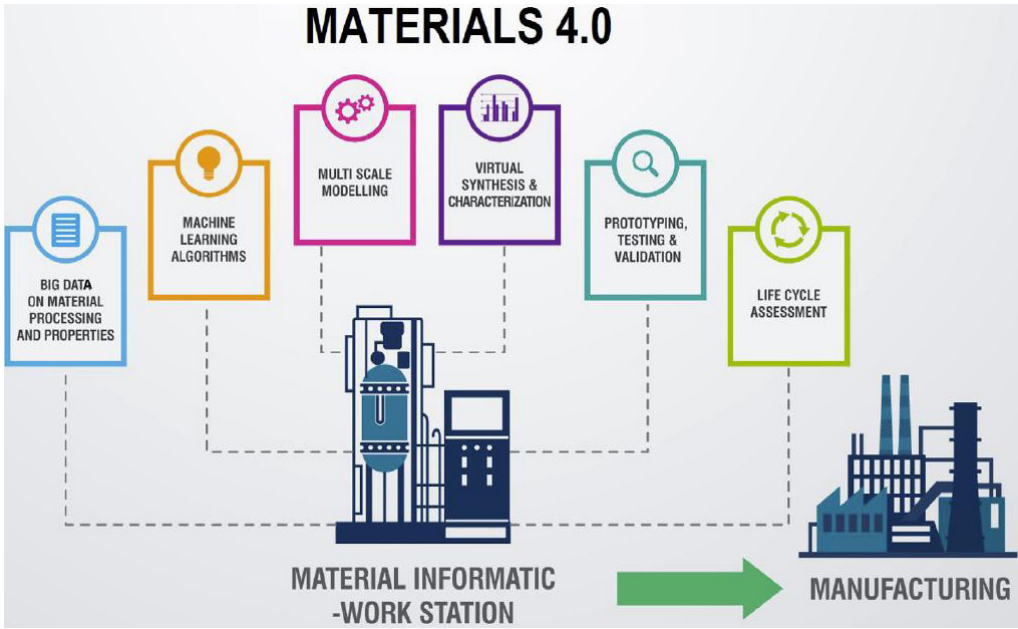 MATERIALS 4.0
BIG DATA
ON MATERIAL
PROCESSING
AND PROPERTIES
MACHINE
LEARNING
ALGORITHMS
MULTI SCALE
MODELLING
VIRTUAL
SYNTHESIS &
CHARACTERIZATION
PROTOTYPING,
TESTING &
VALIDATION
LIFE CYCLE
ASSESSMENT
MATERIAL INFORMATIC
-WORK STATION
MANUFACTURING